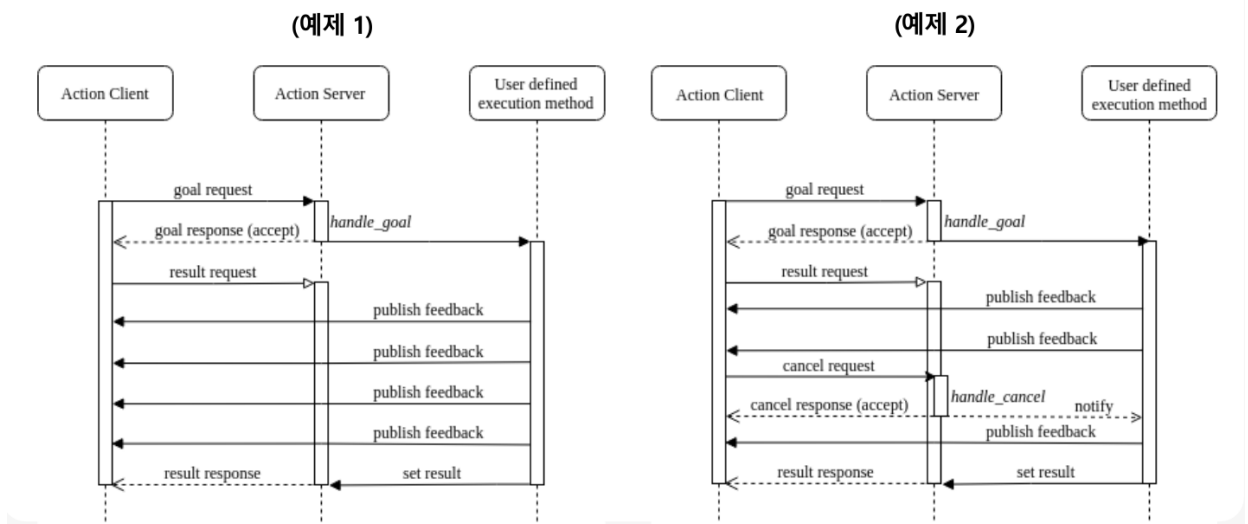 (예제 1)
Action Client
Action Server
User defined
execution method
goal request
handle_goal
goal response (accept)
result request
publish feedback
publish feedback
publish feedback
publish feedback
result response
set result
(예제 2)
Action Client
Action Server
User defined
execution method
goal request
handle_goal
goal response (accept)
result request
publish feedback
publish feedback
cancel request
handle_cancel
cancel response (accept)
notify
publish feedback
result response
set result